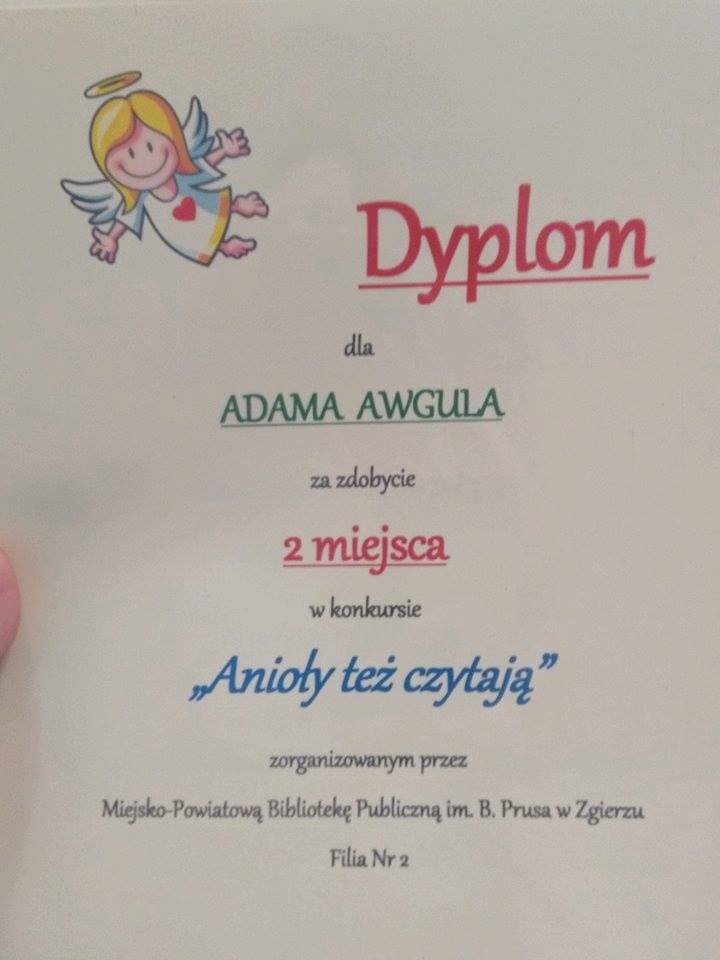 Dyplom
dla
ADAMA AWGULA
za zdobycie
2 miejsca
w konkursie
„Anioły też czytają”
zorganizowanym przez
Miejsko-Powiatową Bibliotekę Publiczną im. B. Prusa w Zgierzu
Filia Nr 2